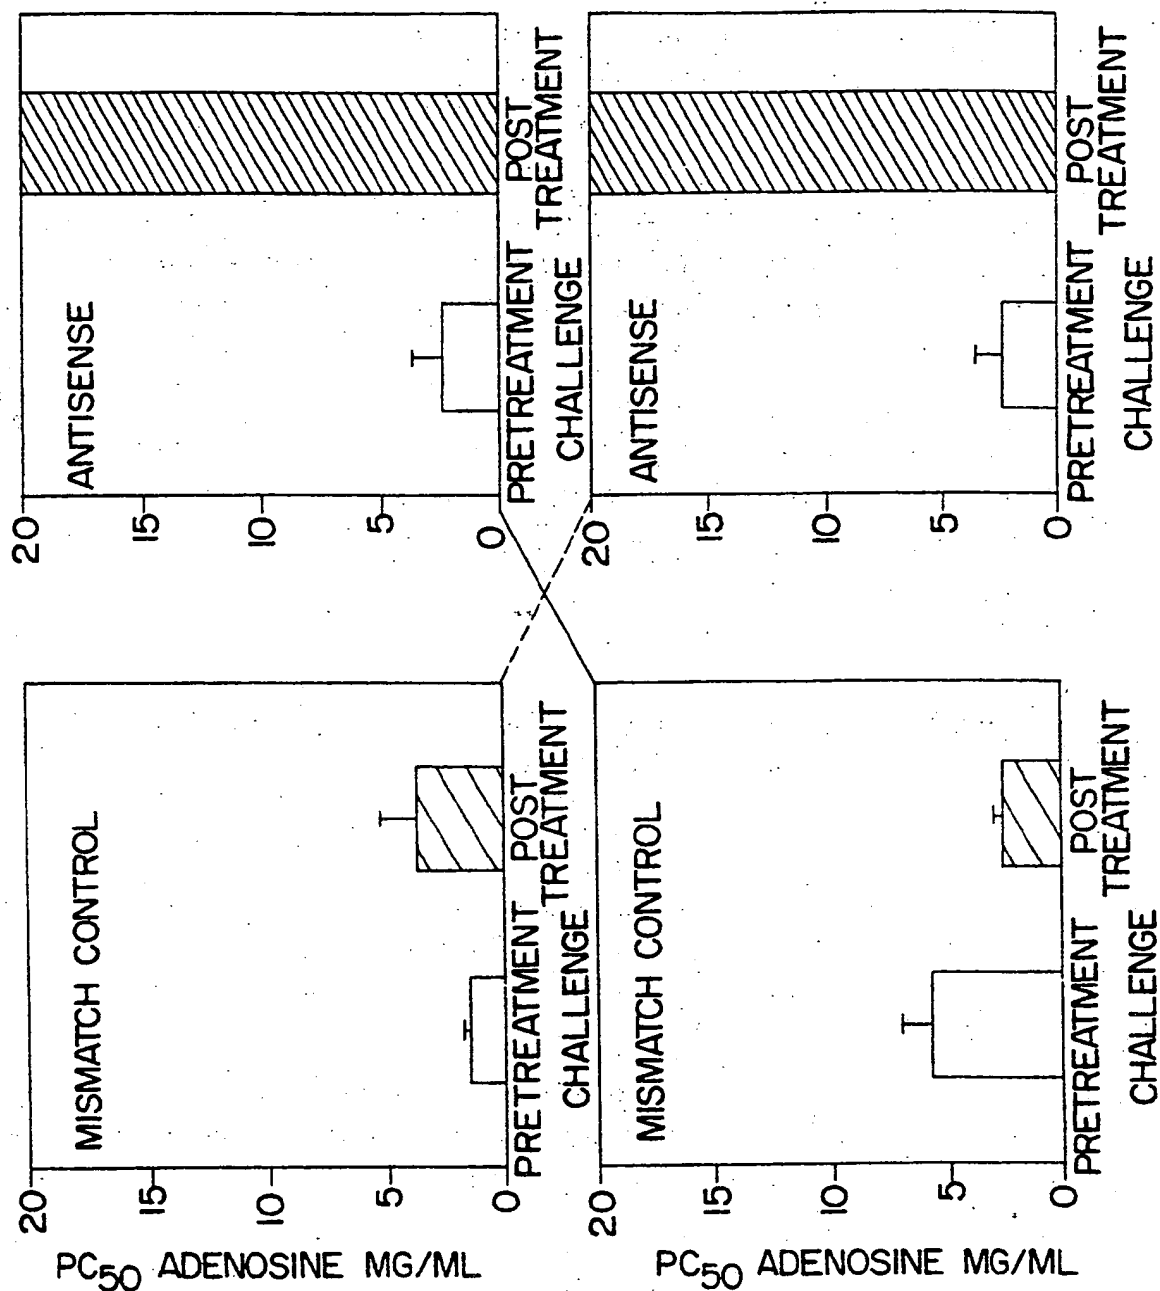 PC50 ADENOSINE MG/ML
20
15
10
5
0
MISMATCH CONTROL
PRETREATMENT
CHALLENGE
POST
TREATMENT
20
15
10
5
0
ANTISENSE
PRETREATMENT
CHALLENGE
POST
TREATMENT
PC50 ADENOSINE MG/ML
20
15
10
5
0
MISMATCH CONTROL
PRETREATMENT
CHALLENGE
POST
TREATMENT
20
15
10
5
0
ANTISENSE
PRETREATMENT
CHALLENGE
POST
TREATMENT